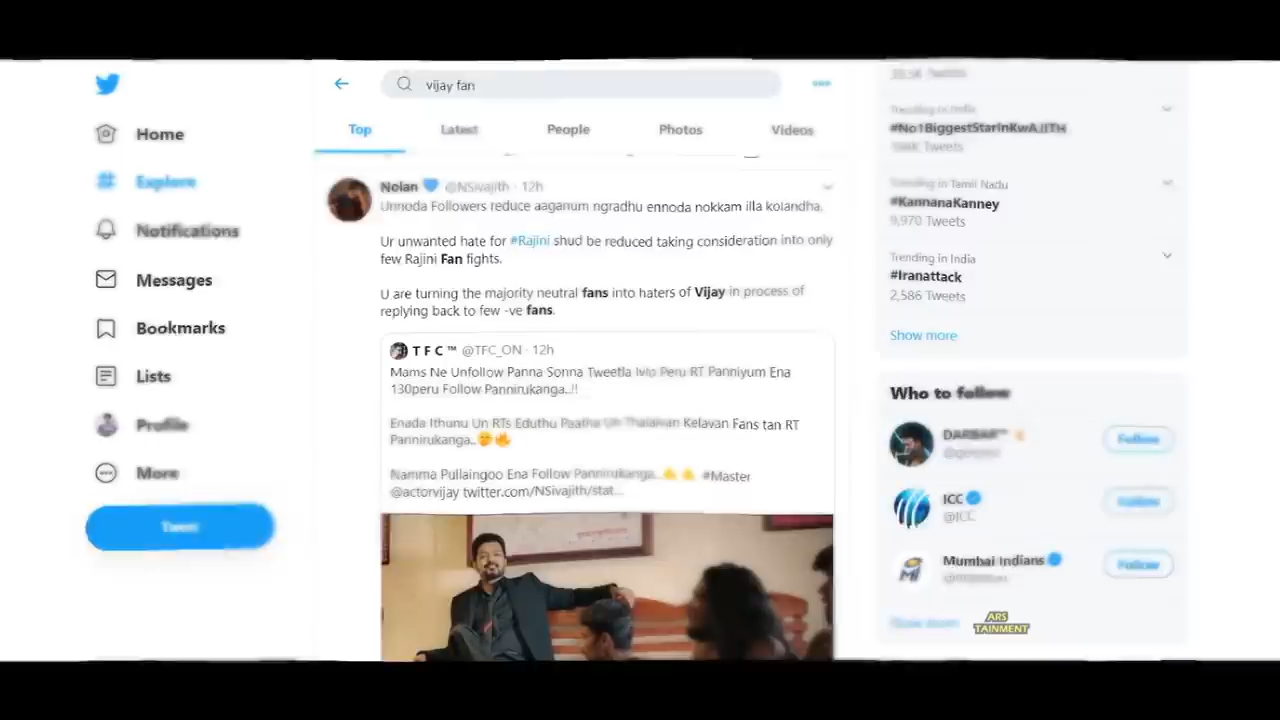 vijay fan
Top
Latest
People
Photos
Videos
Home
Explore
Notifications
Messages
Bookmarks
Lists
Profile
More
Tweet
Nolan @NSivajith · 12h
Unnoda Followers reduce aaganum ngradhu ennoda nokkam illa kolandha.
Ur unwanted hate for #Rajini shud be reduced taking consideration into only
few Rajini Fan fights.
U are turning the majority neutral fans into haters of Vijay in process of
replying back to few -ve fans.
T F C ™ @TFC_ON · 12h
Mams Ne Unfollow Panna Sonna Tweetla Ivlo Peru RT Panniyum Ena
130peru Follow Pannirukanga..!!
Enada Ithunu Un RTs Eduthu Paatha Un Thalaivan Kelavan Fans tan RT
Pannirukanga..
Namma Pullaingoo Ena Follow Pannirukanga.. #Master
@actorvijay twitter.com/NSivajith/stat...
Tweets
Trending in India
#No1BiggestStarInKwAJITH
Tweets
Trending in Tamil Nadu
#KannanaKanney
9,970 Tweets
Trending in India
#Iranattack
2,586 Tweets
Show more
Who to follow
DARBAR
Follow
ICC
@ICC
Follow
Mumbai Indians
Follow
Show more
ARS
TAINMENT